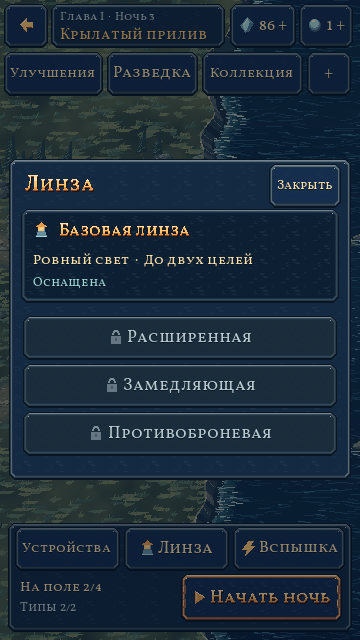 Глава I · Ночь 3
Крылатый прилив
86 +
1 +
Улучшения
Разведка
Коллекция
+
Линза
Закрыть
Базовая линза
Ровный свет · До двух целей
Оснащена
Расширенная
Замедляющая
Противоброневая
Устройства
Линза
Вспышка
На поле 2/4
Типы 2/2
Начать ночь